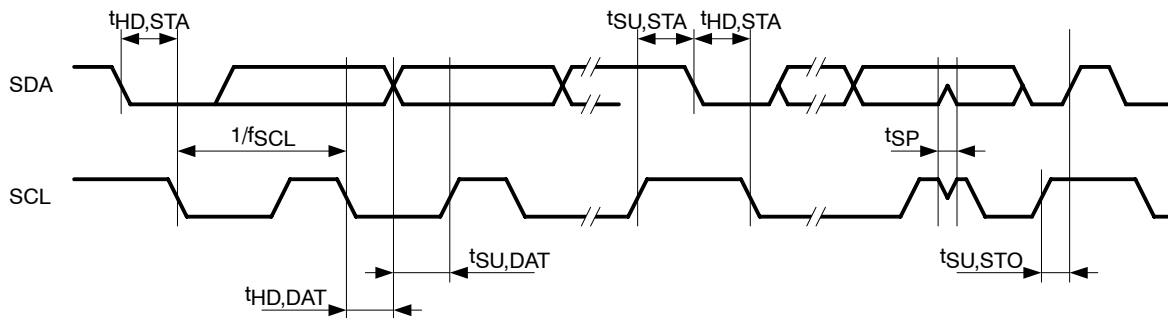 tHD,STA
tSU,STA
tHD,STA
SDA
1/fSCL
tSP
SCL
tSU,DAT
tSU,STO
tHD,DAT